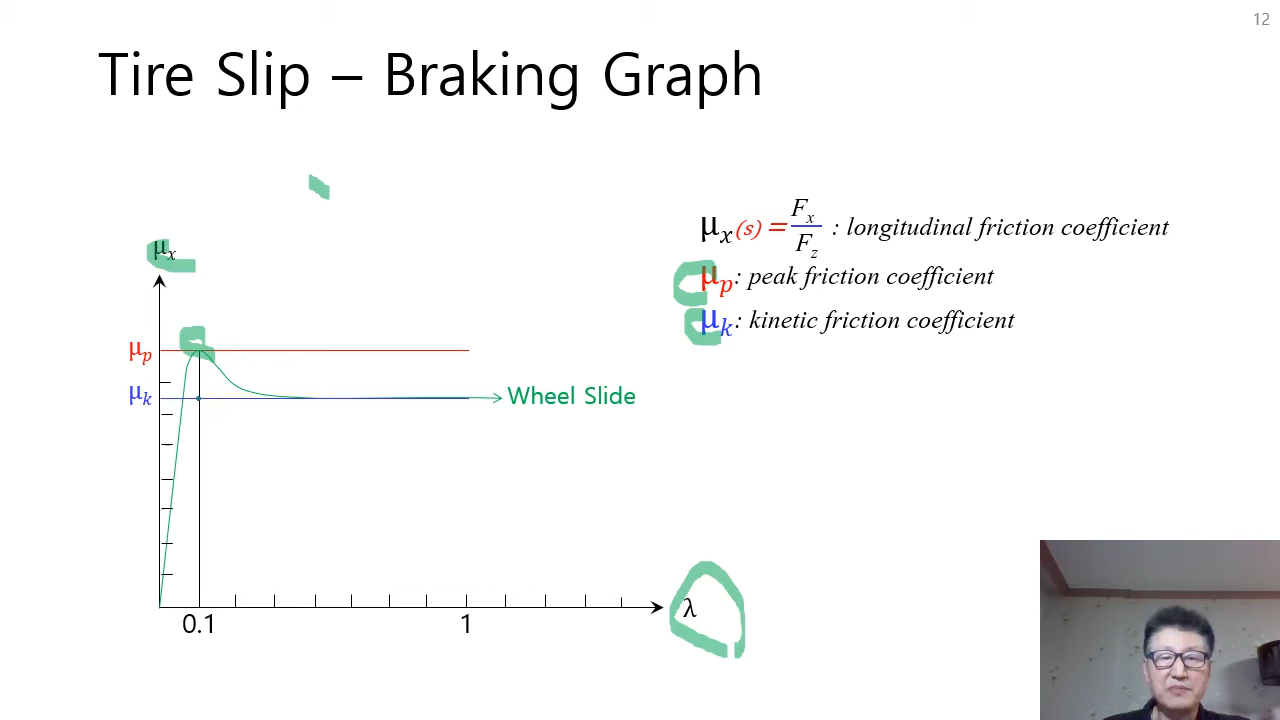 12
Tire Slip – Braking Graph
μx(s) = Fx/Fz : longitudinal friction coefficient
μp: peak friction coefficient
μk: kinetic friction coefficient
μx
μp
μk
Wheel Slide
λ
0.1
1